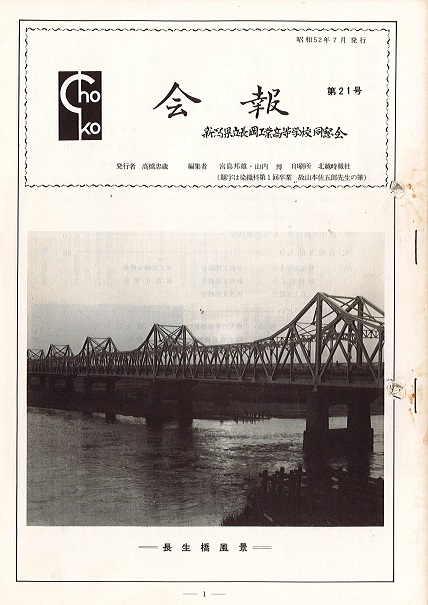 昭和52年7月 発行
Choko
会報
第21号
新潟県立長岡工業高等学校同窓会
発行者 高橋忠蔵 編集者 宮島邦雄・山内 博 印刷所 北越時報社
(題字は染織科第1回卒業 故山本佐五郎先生の筆)
長生橋風景
1